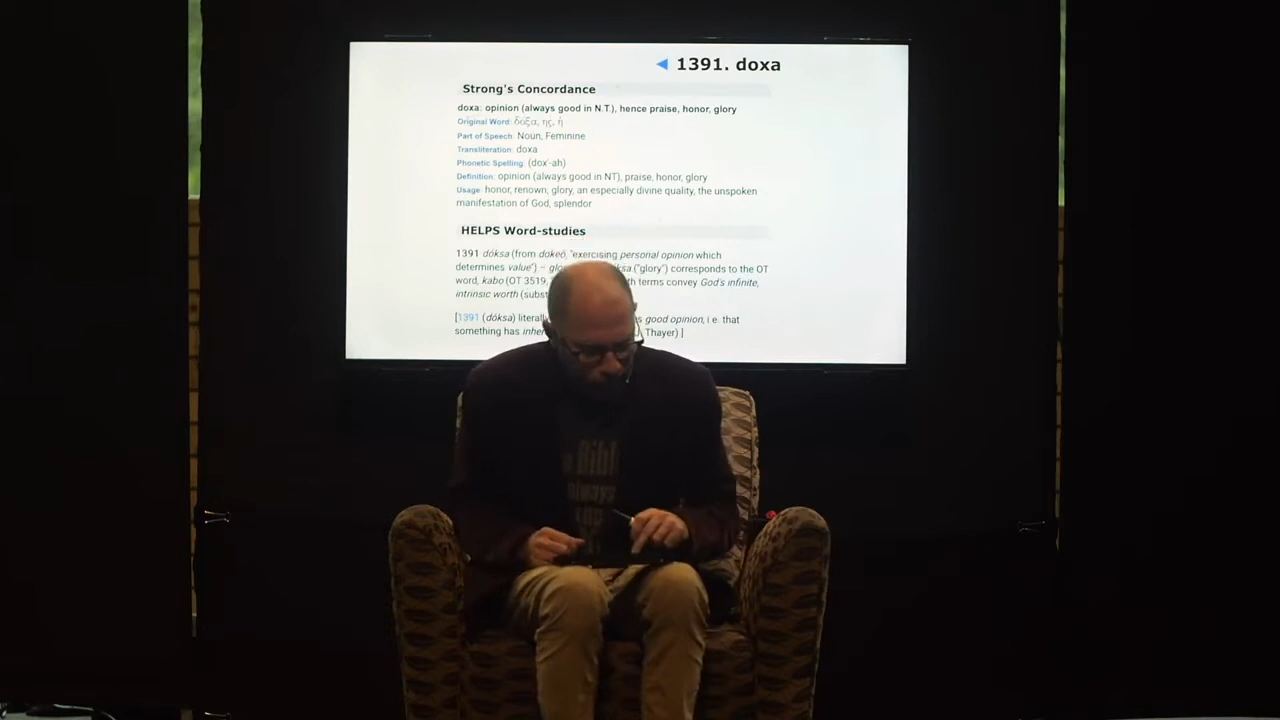 ◄ 1391. doxa
Strong's Concordance
doxa: opinion (always good in N.T.), hence praise, honor, glory
Original Word: δόξα, ης, ἡ
Part of Speech: Noun, Feminine
Transliteration: doxa
Phonetic Spelling: (dox'-ah)
Definition: opinion (always good in NT), praise, honor, glory
Usage: honor, renown; glory, an especially divine quality, the unspoken
manifestation of God, splendor
HELPS Word-studies
1391 dóksa (from dokeō, "exercising personal opinion which
determines value") – ("glory") corresponds to the OT
word, kabo (OT 3519, terms convey God's infinite,
intrinsic worth
[1391 (dóksa) good opinion, i.e. that
something has Thayer).]
Bibl
always